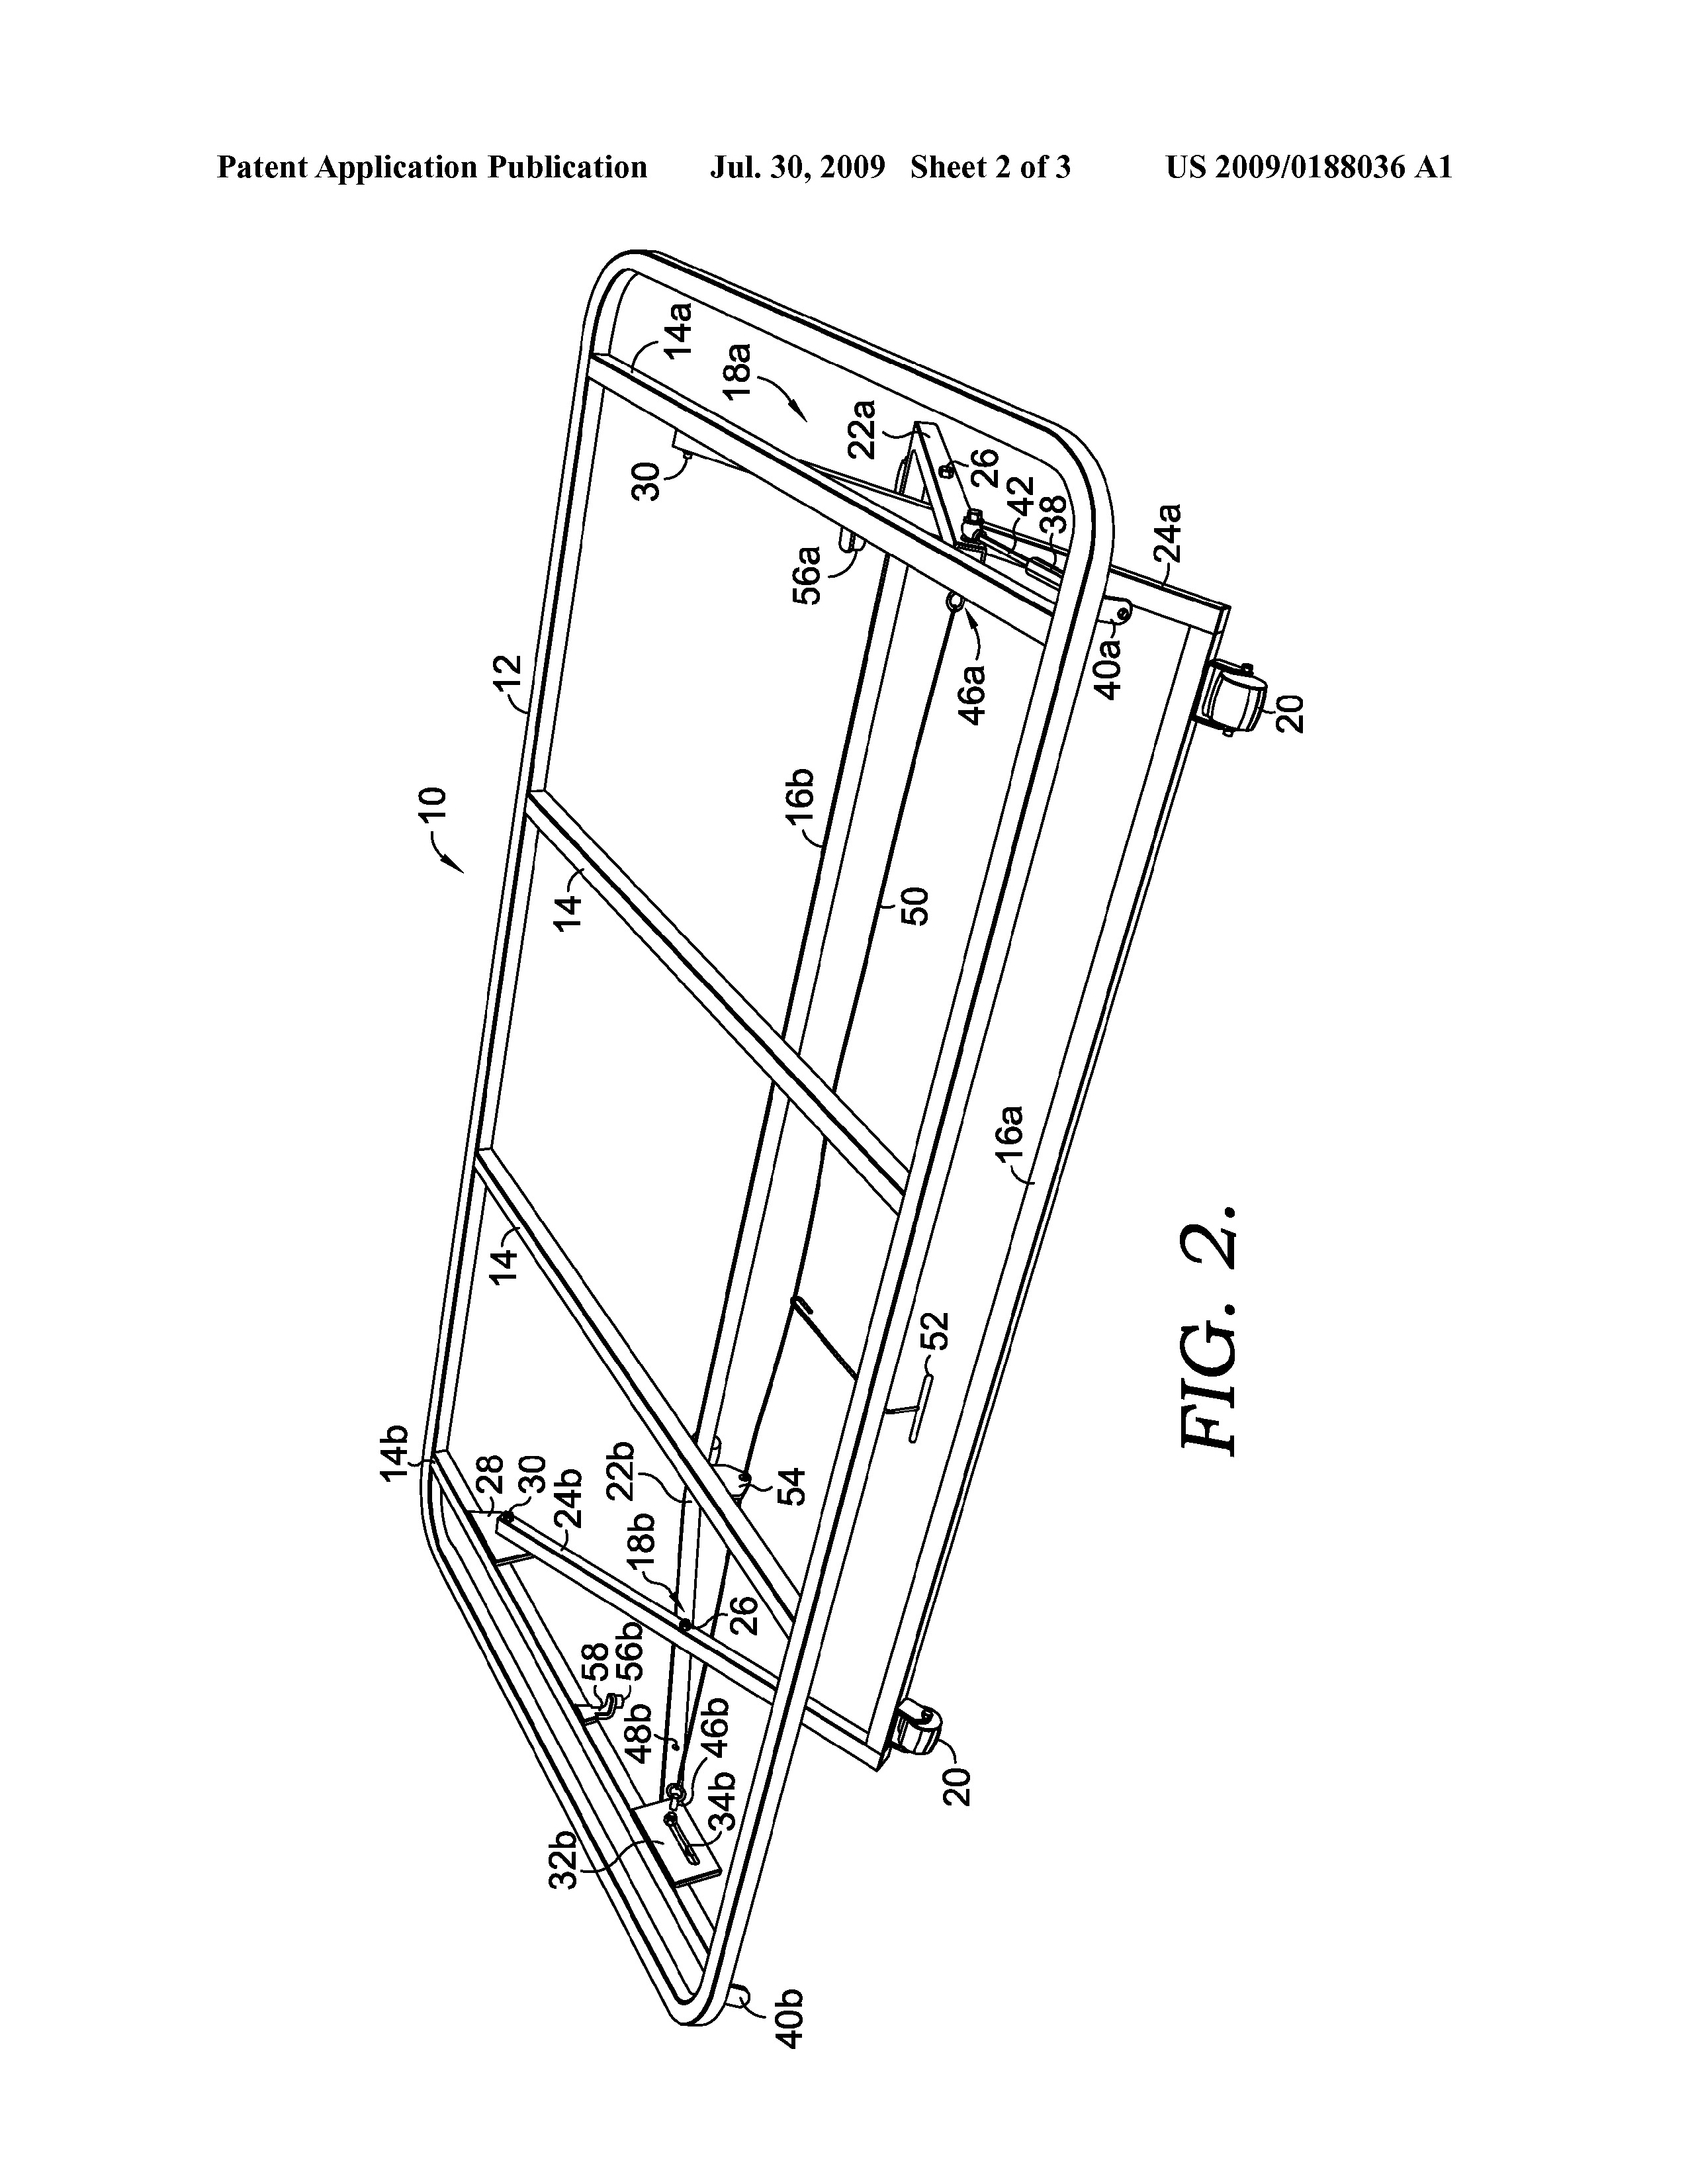 Patent Application Publication Jul. 30, 2009 Sheet 2 of 3 US 2009/0188036 A1
10
12
14a
18a
30
22a
26
42
38
24a
56a
46a
40a
20
16b
14
50
14
16a
52
14b
28
30
24b
22b
54
18b
26
58
56b
48b
46b
34b
32b
20
40b
FIG. 2.